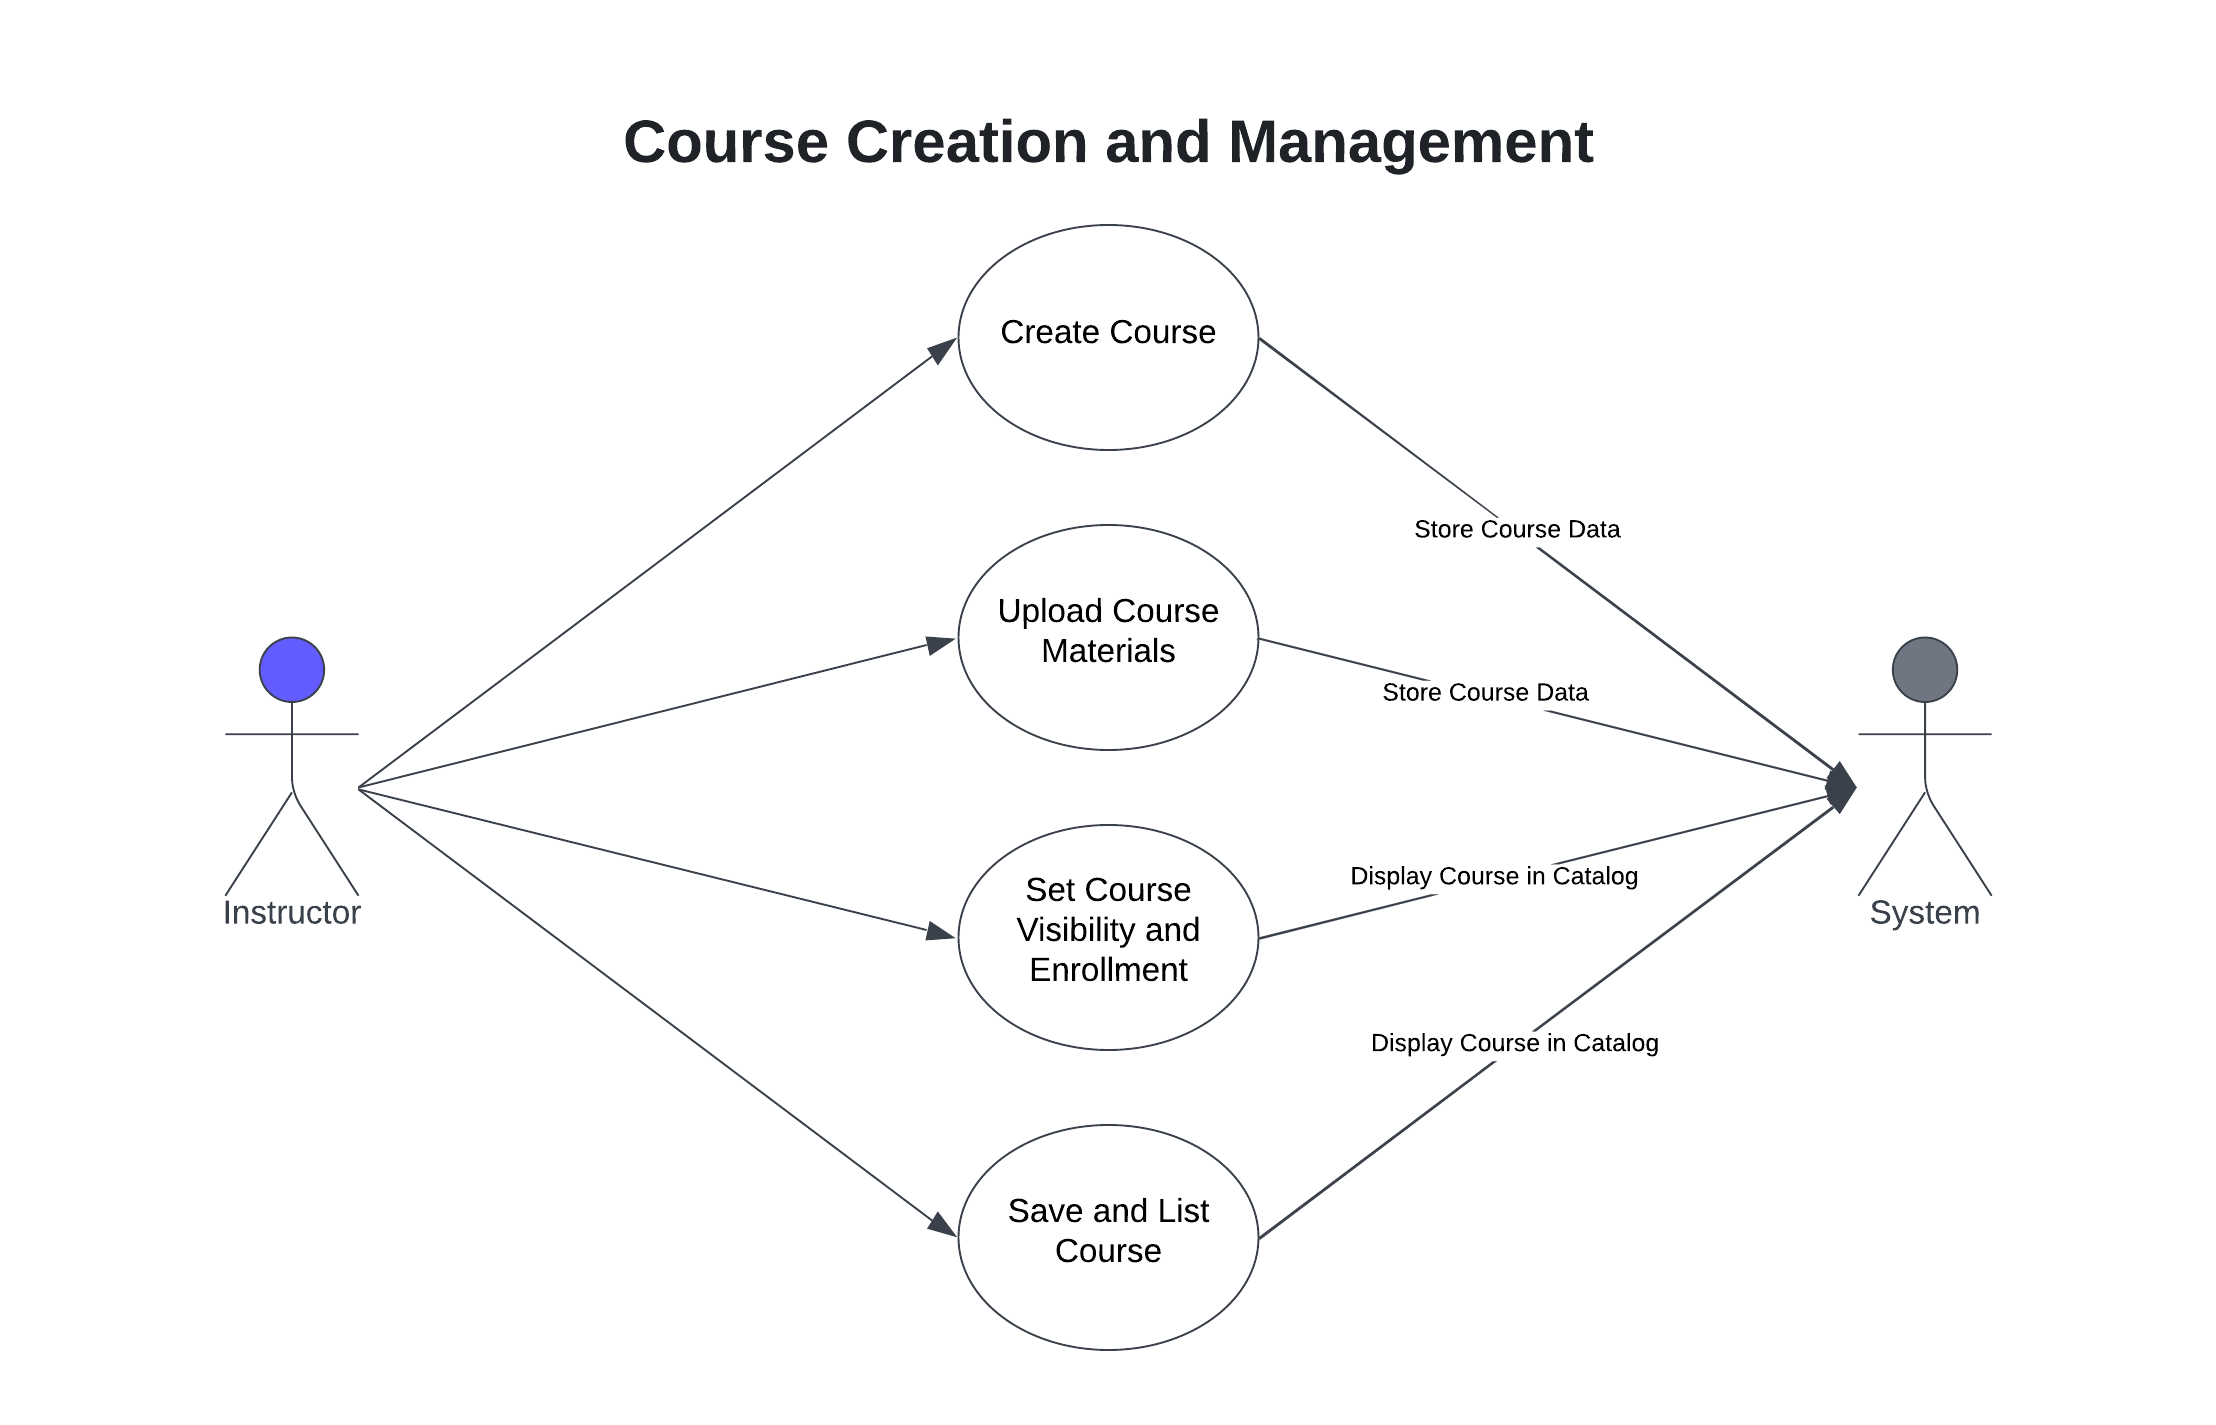 Course Creation and Management
Create Course
Store Course Data
Upload Course
Materials
Store Course Data
Instructor
System
Set Course
Visibility and
Enrollment
Display Course in Catalog
Display Course in Catalog
Save and List
Course